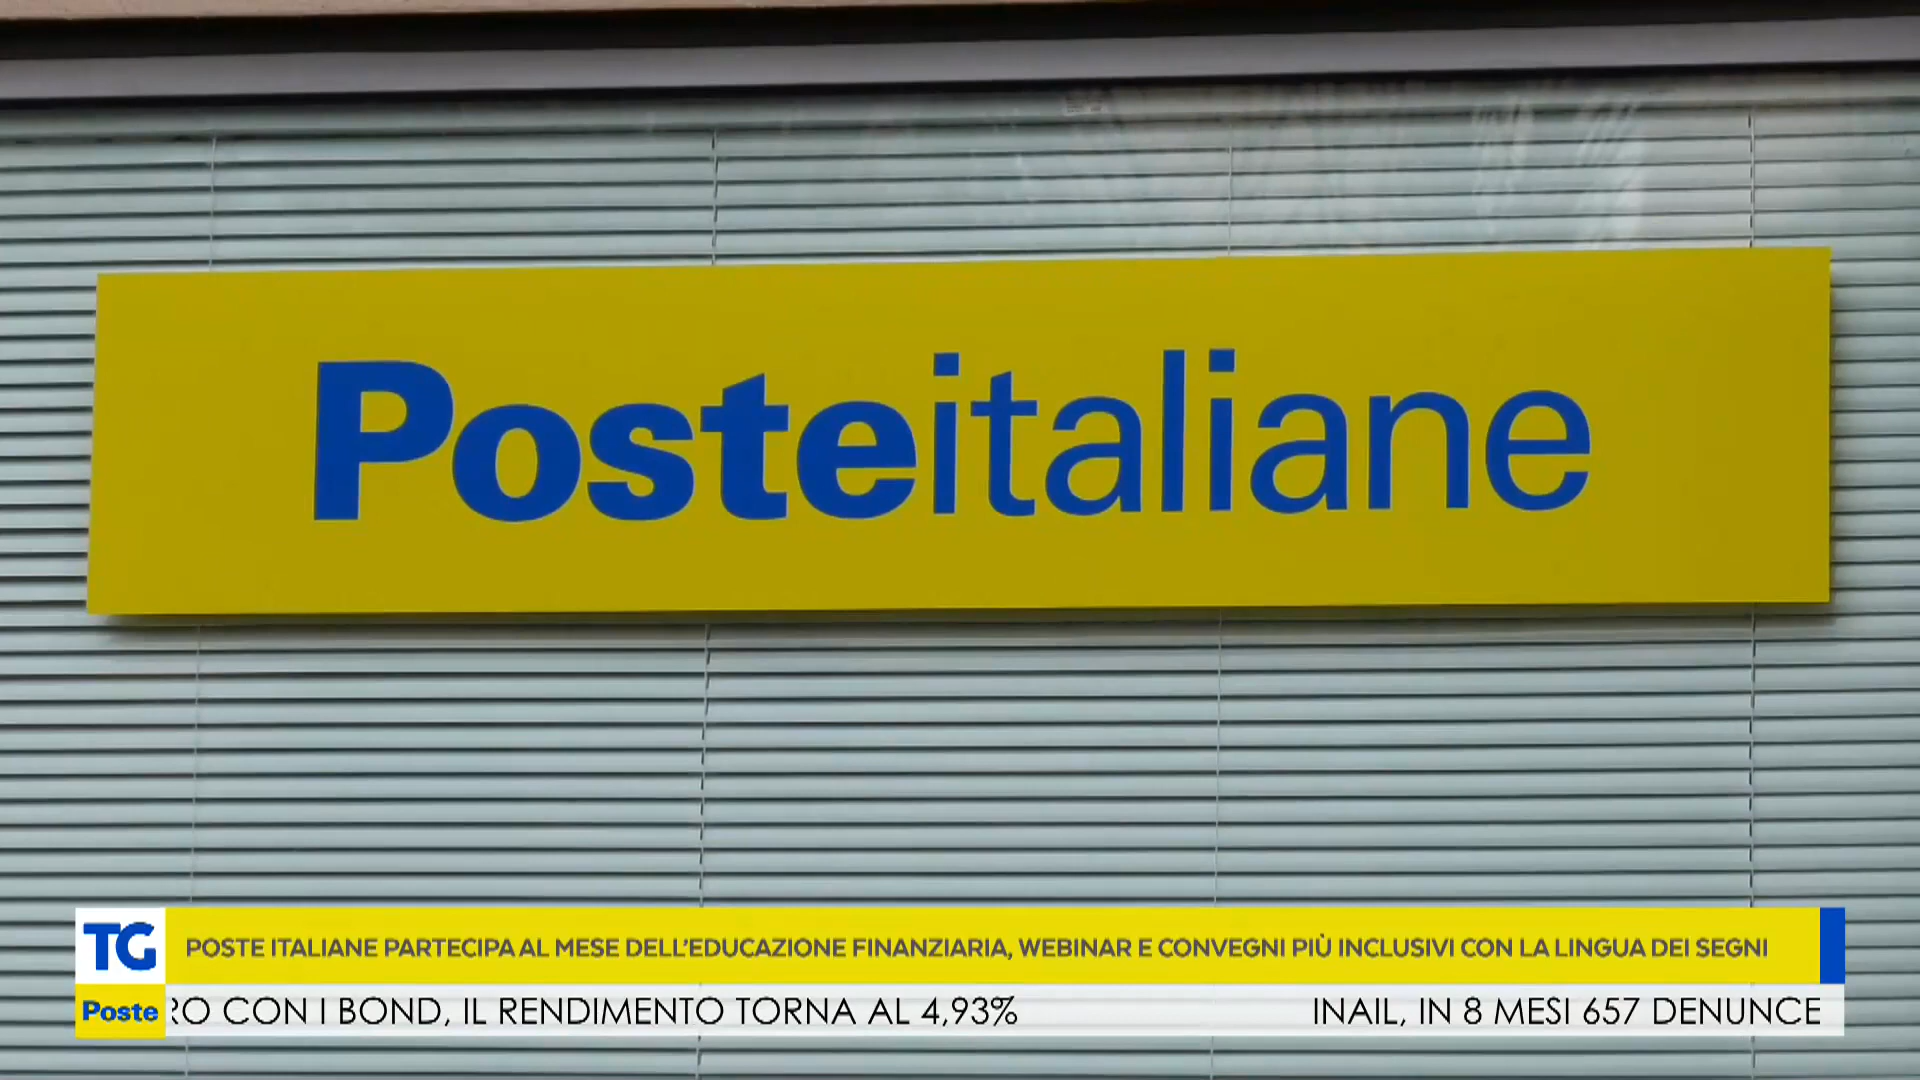 Posteitaliane
TG
POSTE ITALIANE PARTECIPA AL MESE DELL'EDUCAZIONE FINANZIARIA, WEBINAR E CONVEGNI PIÙ INCLUSIVI CON LA LINGUA DEI SEGNI
Poste
RO CON I BOND, IL RENDIMENTO TORNA AL 4,93% INAIL, IN 8 MESI 657 DENUNCE